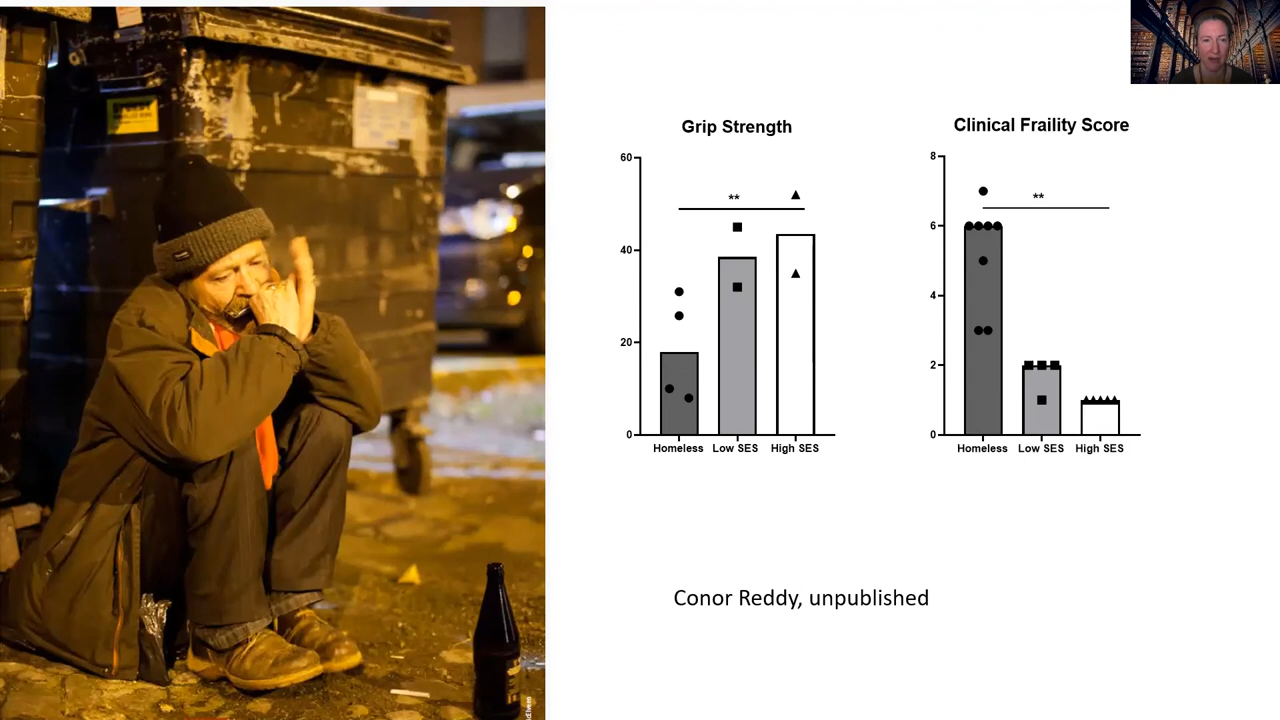 Grip Strength
60
40
20
0
**
Homeless
Low SES
High SES
Clinical Fraility Score
8
6
4
2
0
**
Homeless
Low SES
High SES
Conor Reddy, unpublished